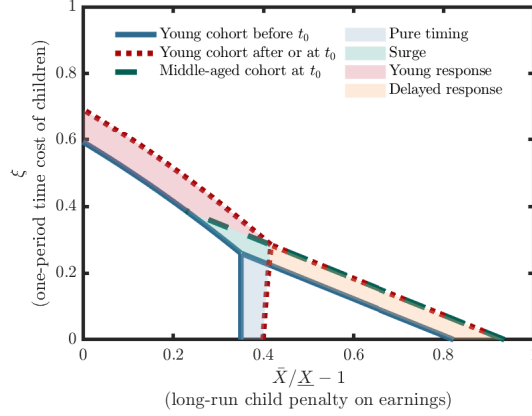 1
0.8
0.6
0.4
0.2
0
ξ
(one-period time cost of children)
Young cohort before t₀
Young cohort after or at t₀
Middle-aged cohort at t₀
Pure timing
Surge
Young response
Delayed response
0 0.2 0.4 0.6 0.8 1
X̄/X̲ − 1
(long-run child penalty on earnings)